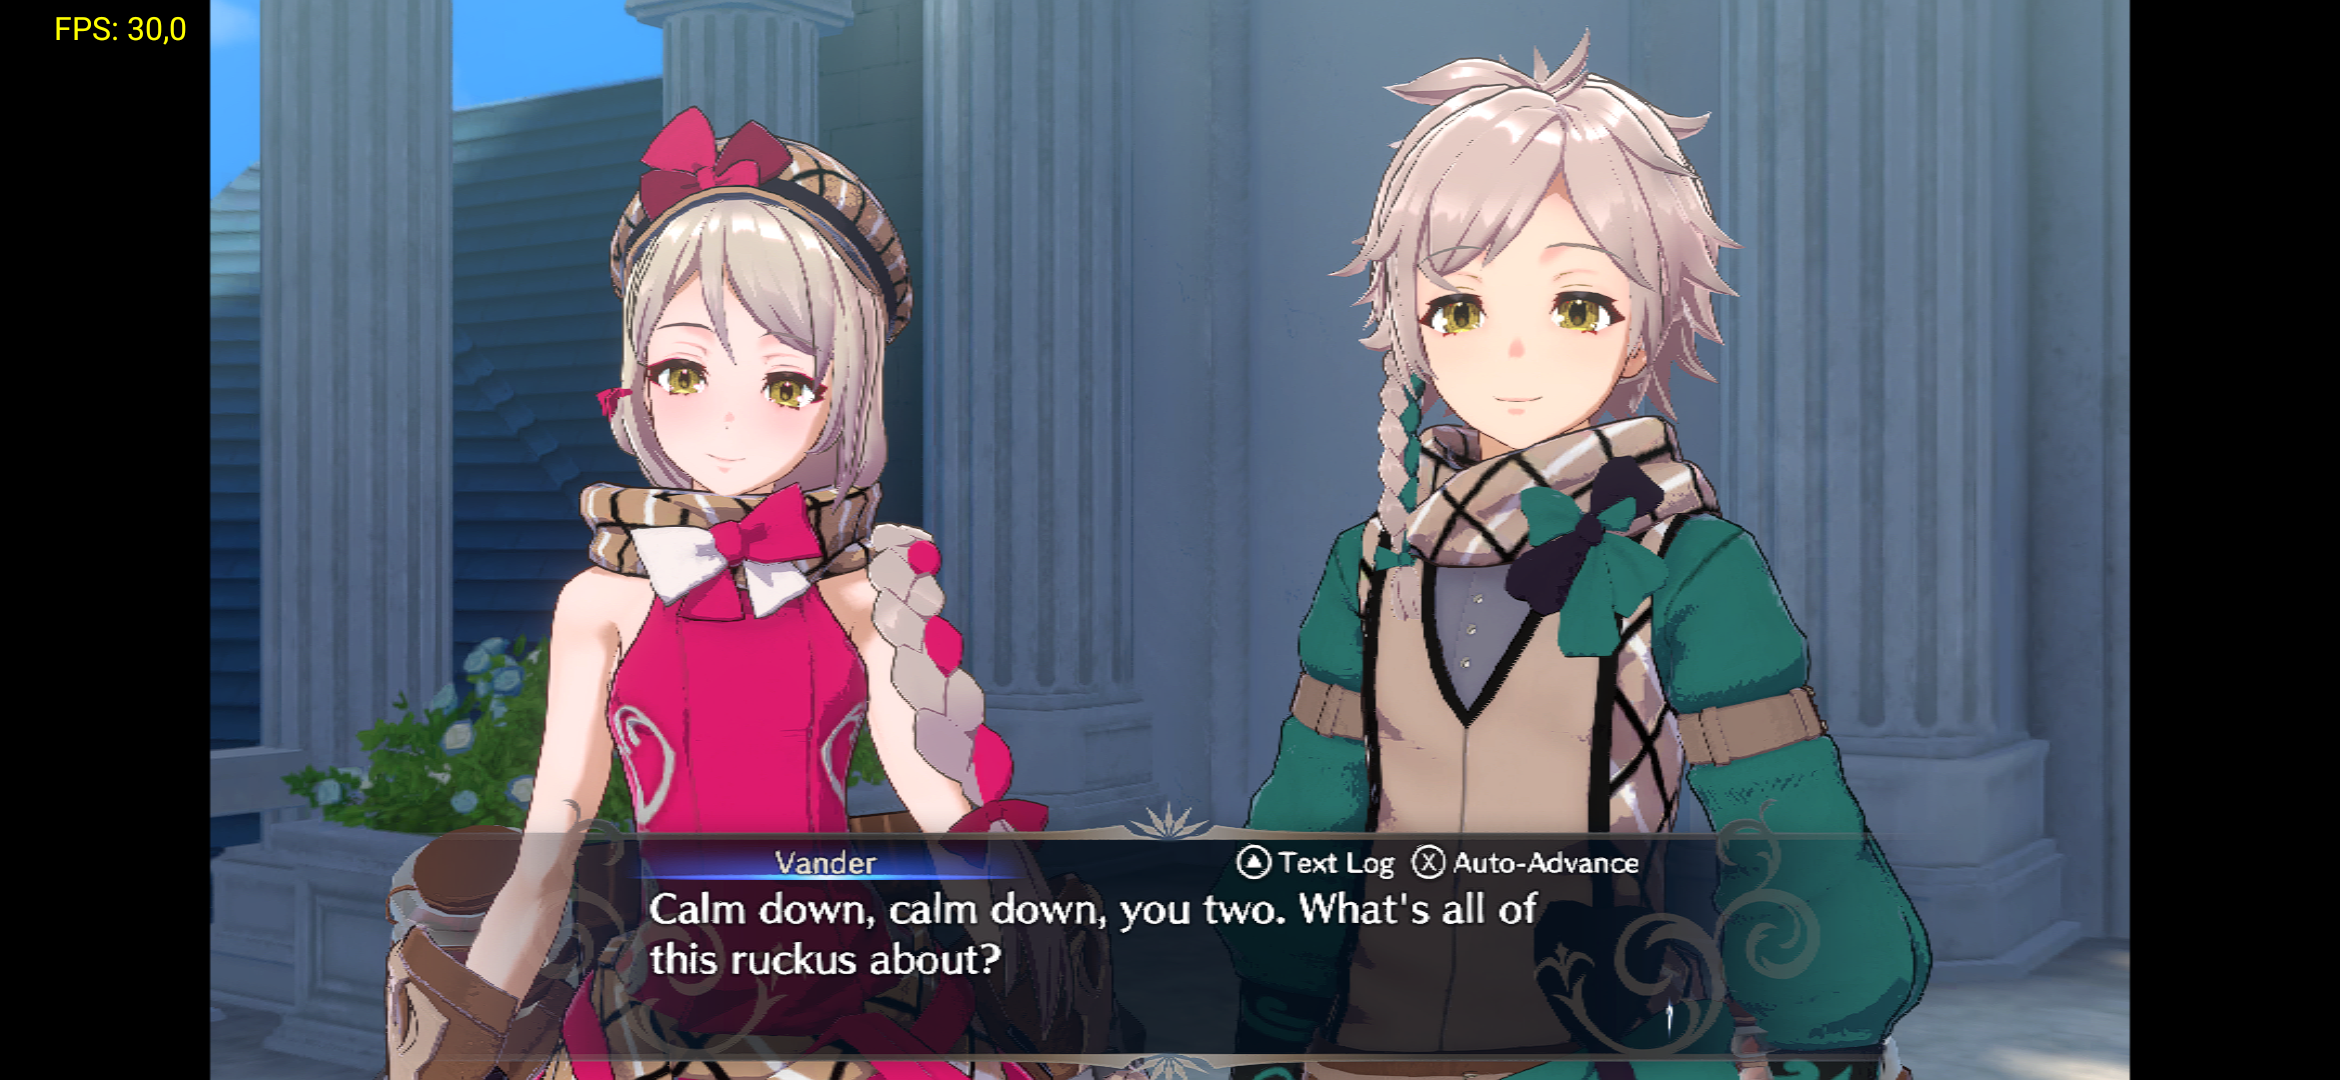 FPS: 30,0
Vander
Text Log Ⓧ Auto-Advance
Calm down, calm down, you two. What's all of
this ruckus about?